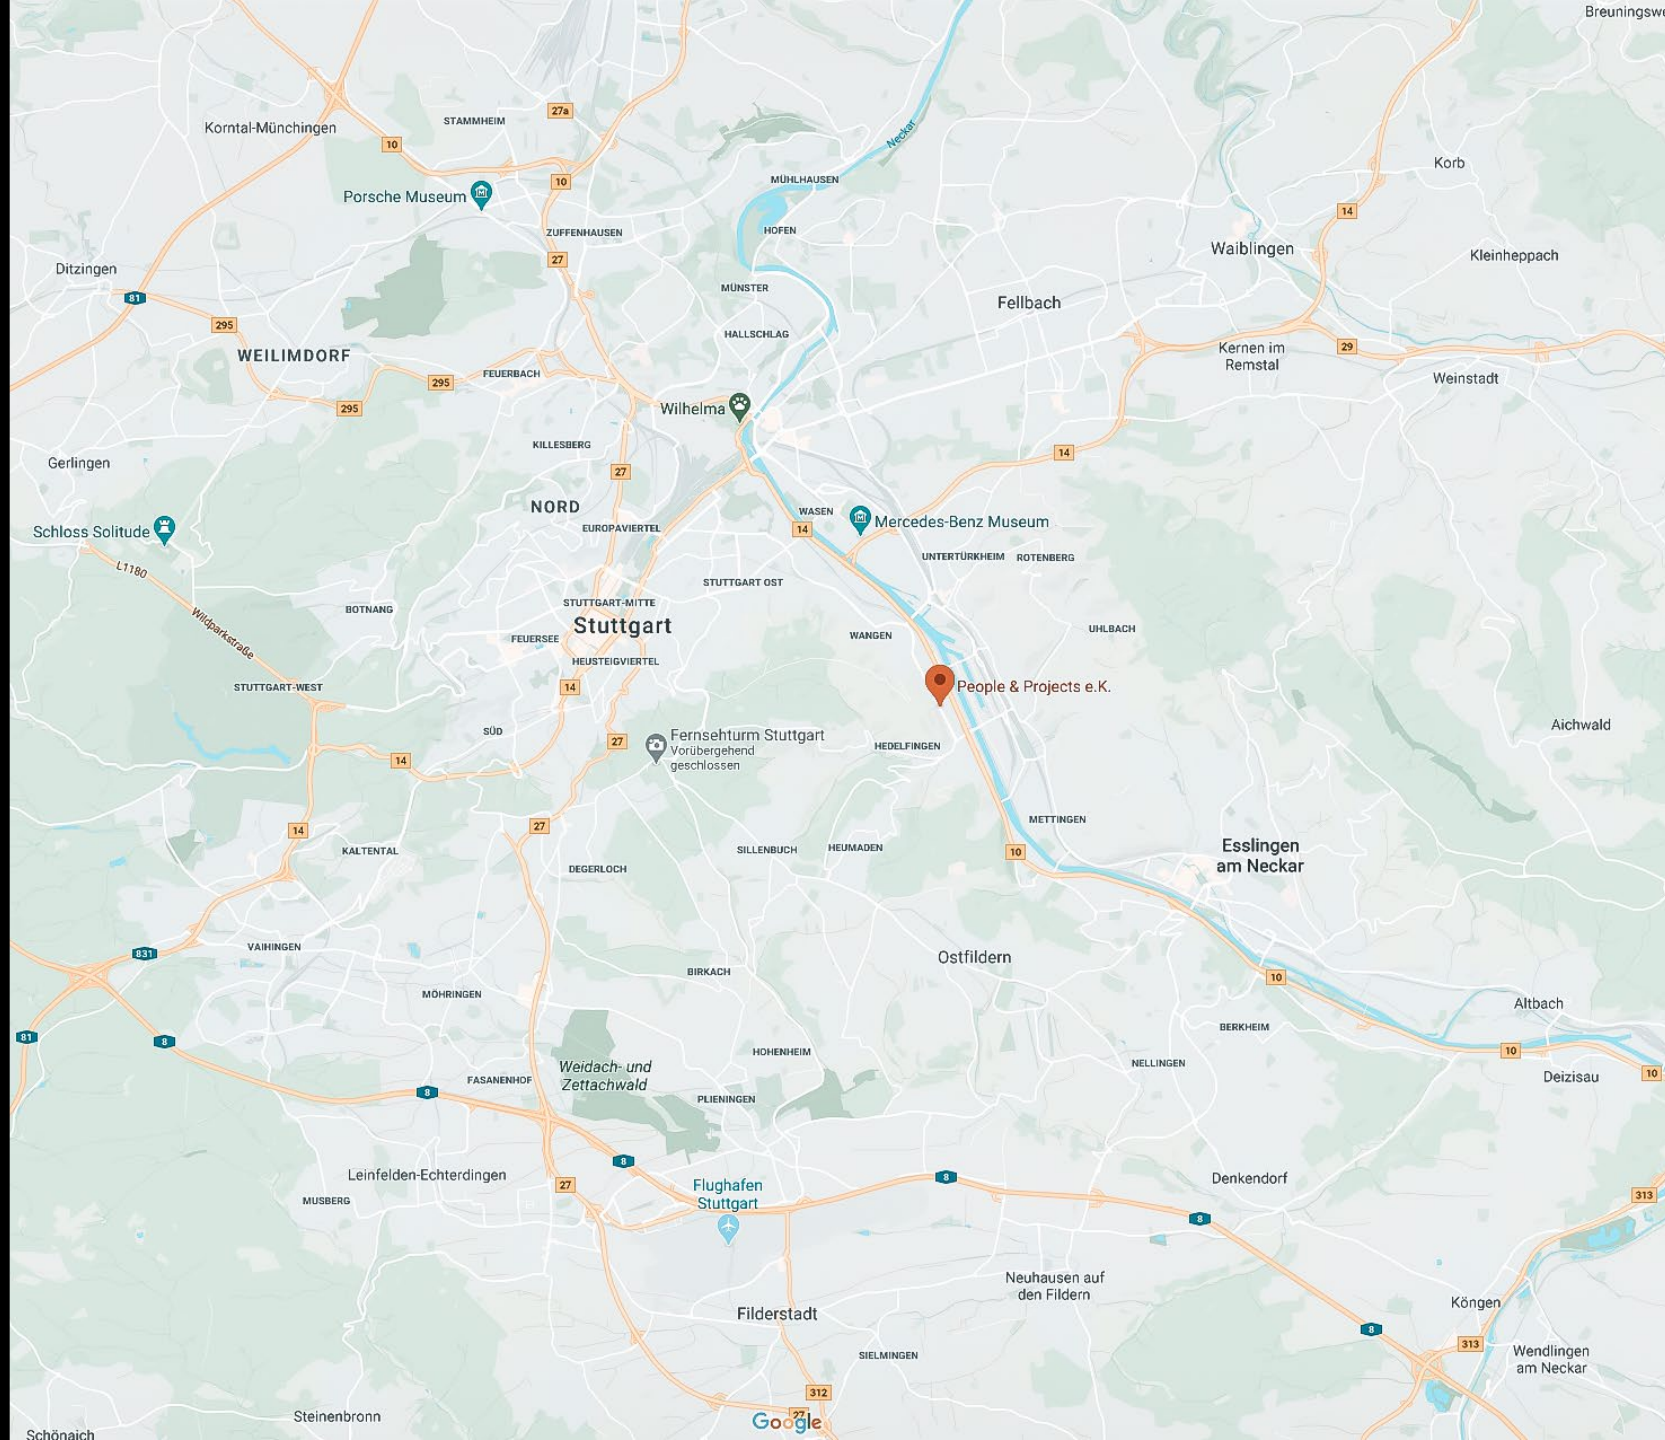 Breuningswe
27a
STAMMHEIM
Korntal-Münchingen
10
Neckar
Korb
10
MÜHLHAUSEN
Porsche Museum
14
ZUFFENHAUSEN
HOFEN
Waiblingen
Kleinheppach
27
Ditzingen
MÜNSTER
81
Fellbach
295
HALLSCHLAG
WEILIMDORF
Kernen im
Remstal
29
FEUERBACH
295
Weinstadt
295
Wilhelma
KILLESBERG
14
Gerlingen
27
NORD
WASEN
Mercedes-Benz Museum
EUROPAVIERTEL
14
Schloss Solitude
UNTERTÜRKHEIM
ROTENBERG
L1180
STUTTGART OST
BOTNANG
STUTTGART-MITTE
Wildparkstraße
Stuttgart
UHLBACH
FEUERSEE
WANGEN
HEUSTEIGVIERTEL
STUTTGART-WEST
14
People & Projects e.K.
SÜD
Fernsehturm Stuttgart
Vorübergehend
geschlossen
27
HEDELFINGEN
Aichwald
14
METTINGEN
14
27
KALTENTAL
SILLENBUCH
HEUMADEN
10
Esslingen
am Neckar
DEGERLOCH
VAIHINGEN
831
Ostfildern
BIRKACH
10
MÖHRINGEN
Altbach
81
8
BERKHEIM
HOHENHEIM
10
NELLINGEN
Weidach- und
Zettachwald
10
Deizisau
FASANENHOF
8
PLIENINGEN
8
Leinfelden-Echterdingen
8
Denkendorf
27
Flughafen
Stuttgart
313
MUSBERG
8
Neuhausen auf
den Fildern
Köngen
Filderstadt
8
313
SIELMINGEN
Wendlingen
am Neckar
312
27
Steinenbronn
Google
Schönaich